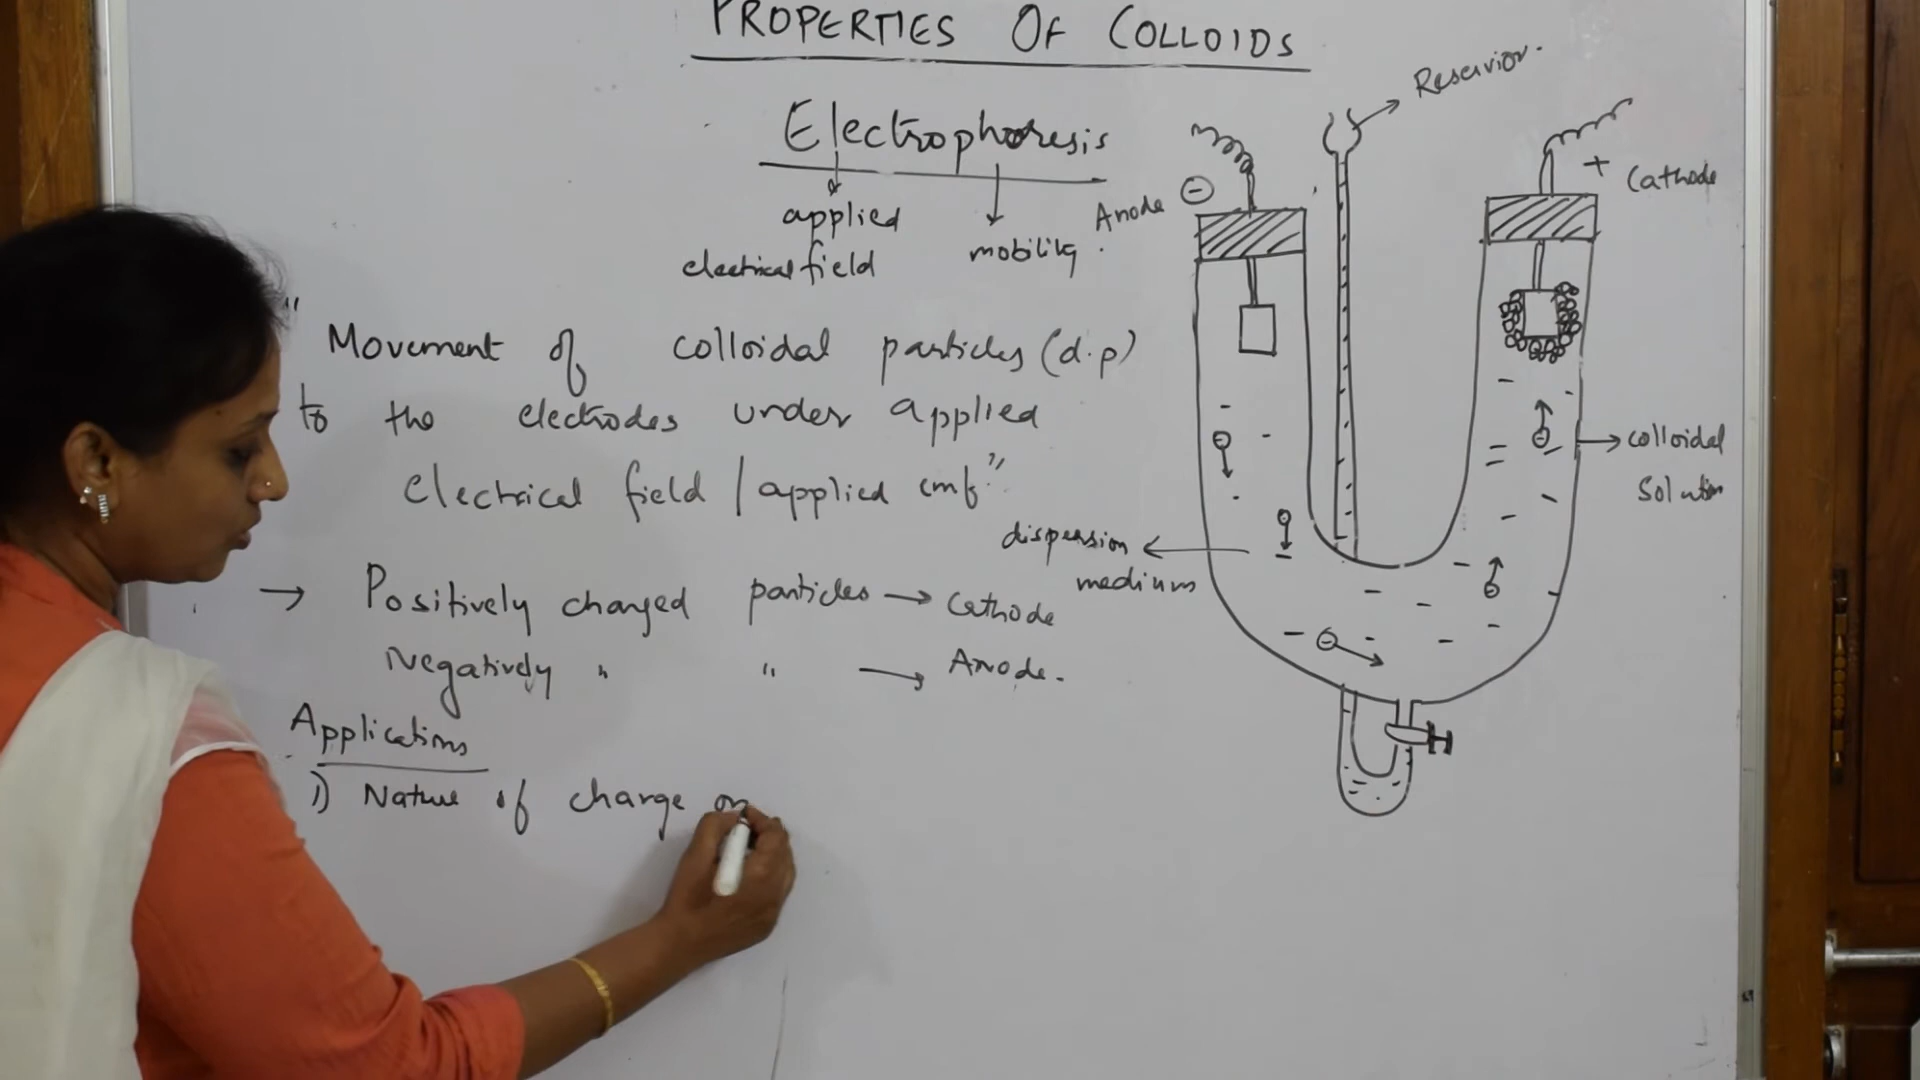 PROPERTIES OF COLLOIDS
Electrophoresis
applied
electrical field
mobility.
"Movement of colloidal particles (d.p)
to the electrodes under applied
Electrical field / applied emf"
→ Positively charged particles → Cathode
Negatively " " → Anode.
Applications
1) Nature of charge on
Reservior.
Anode ⊖
+ Cathode
colloidal
Solution
dispersion
medium